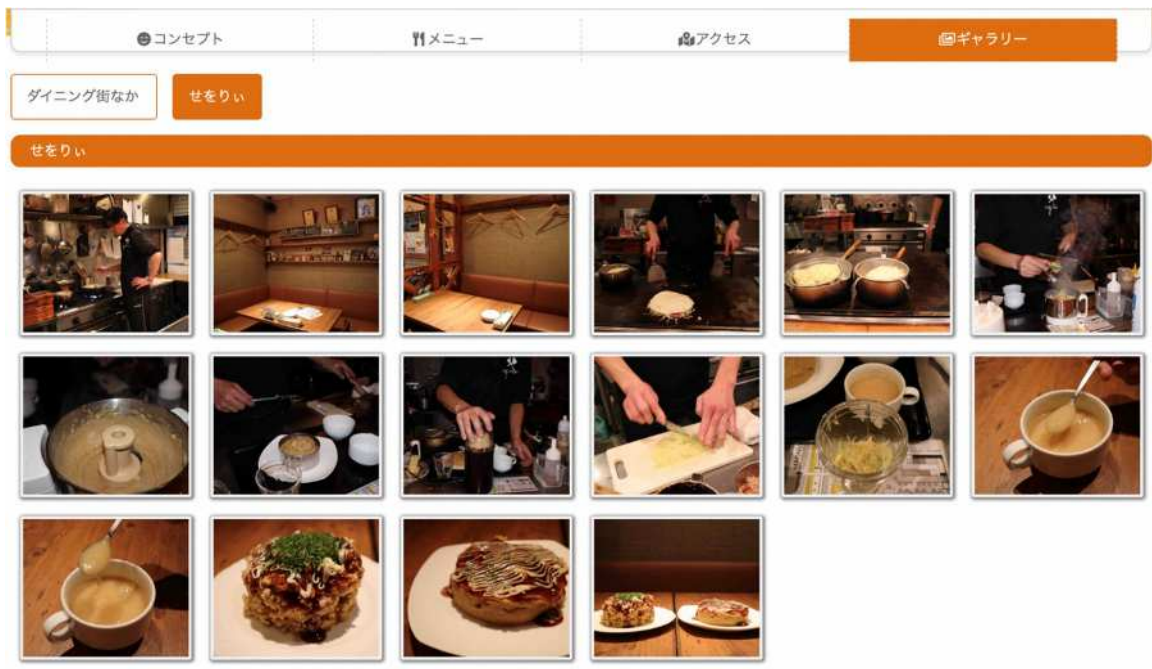 コンセプト
メニュー
アクセス
ギャラリー
ダイニング街なか
せをりぃ
せをりぃ